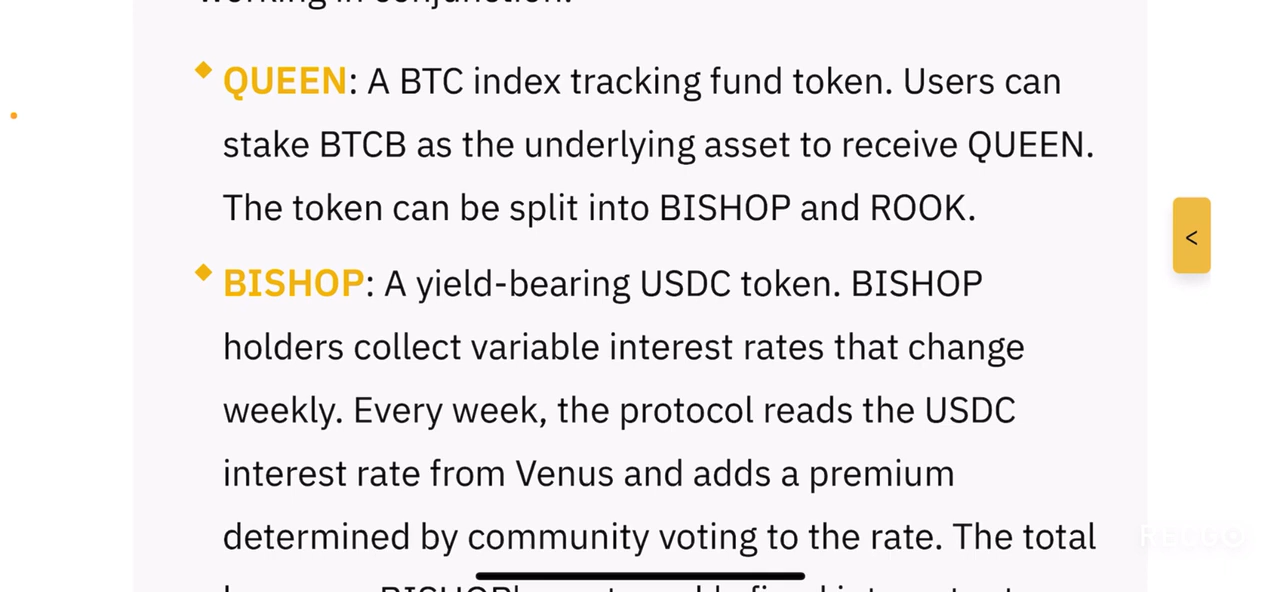 working in conjunction.
QUEEN: A BTC index tracking fund token. Users can
stake BTCB as the underlying asset to receive QUEEN.
The token can be split into BISHOP and ROOK.
BISHOP: A yield-bearing USDC token. BISHOP
holders collect variable interest rates that change
weekly. Every week, the protocol reads the USDC
interest rate from Venus and adds a premium
determined by community voting to the rate. The total
<